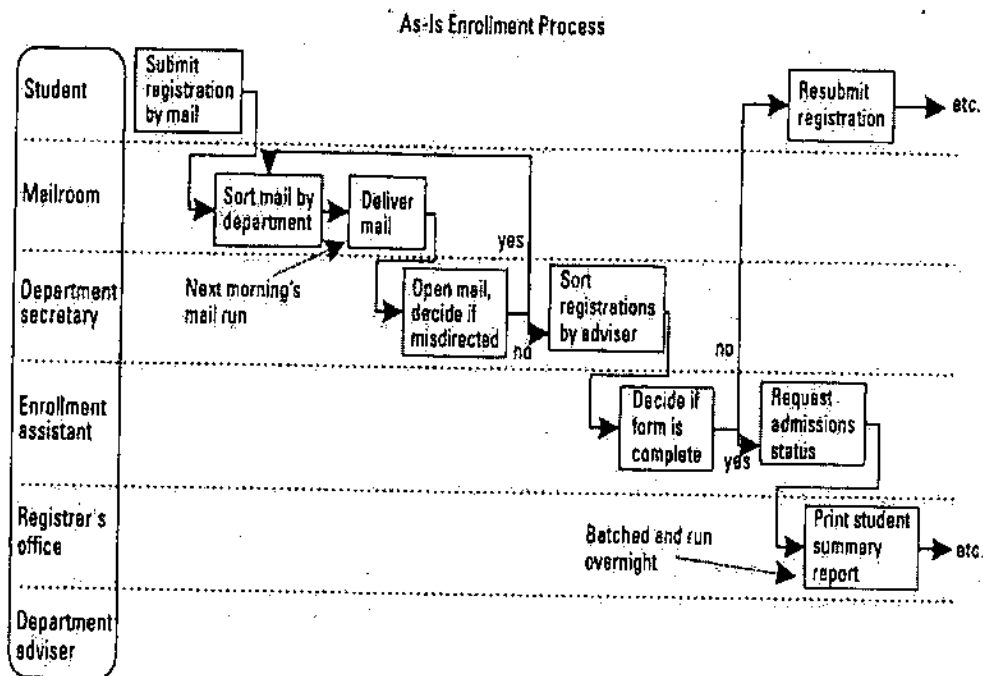 As-Is Enrollment Process
Student
Submit
registration
by mail
Resubmit
registration
etc.
Mailroom
Sort mail by
department
Deliver
mail
yes
Next morning's
mail run
Department
secretary
Open mail,
decide if
misdirected
no
Sort
registrations
by adviser
no
Enrollment
assistant
Decide if
form is
complete
yes
Request
admissions
status
Registrar's
office
Batched and run
overnight
Print student
summary
report
etc.
Department
adviser